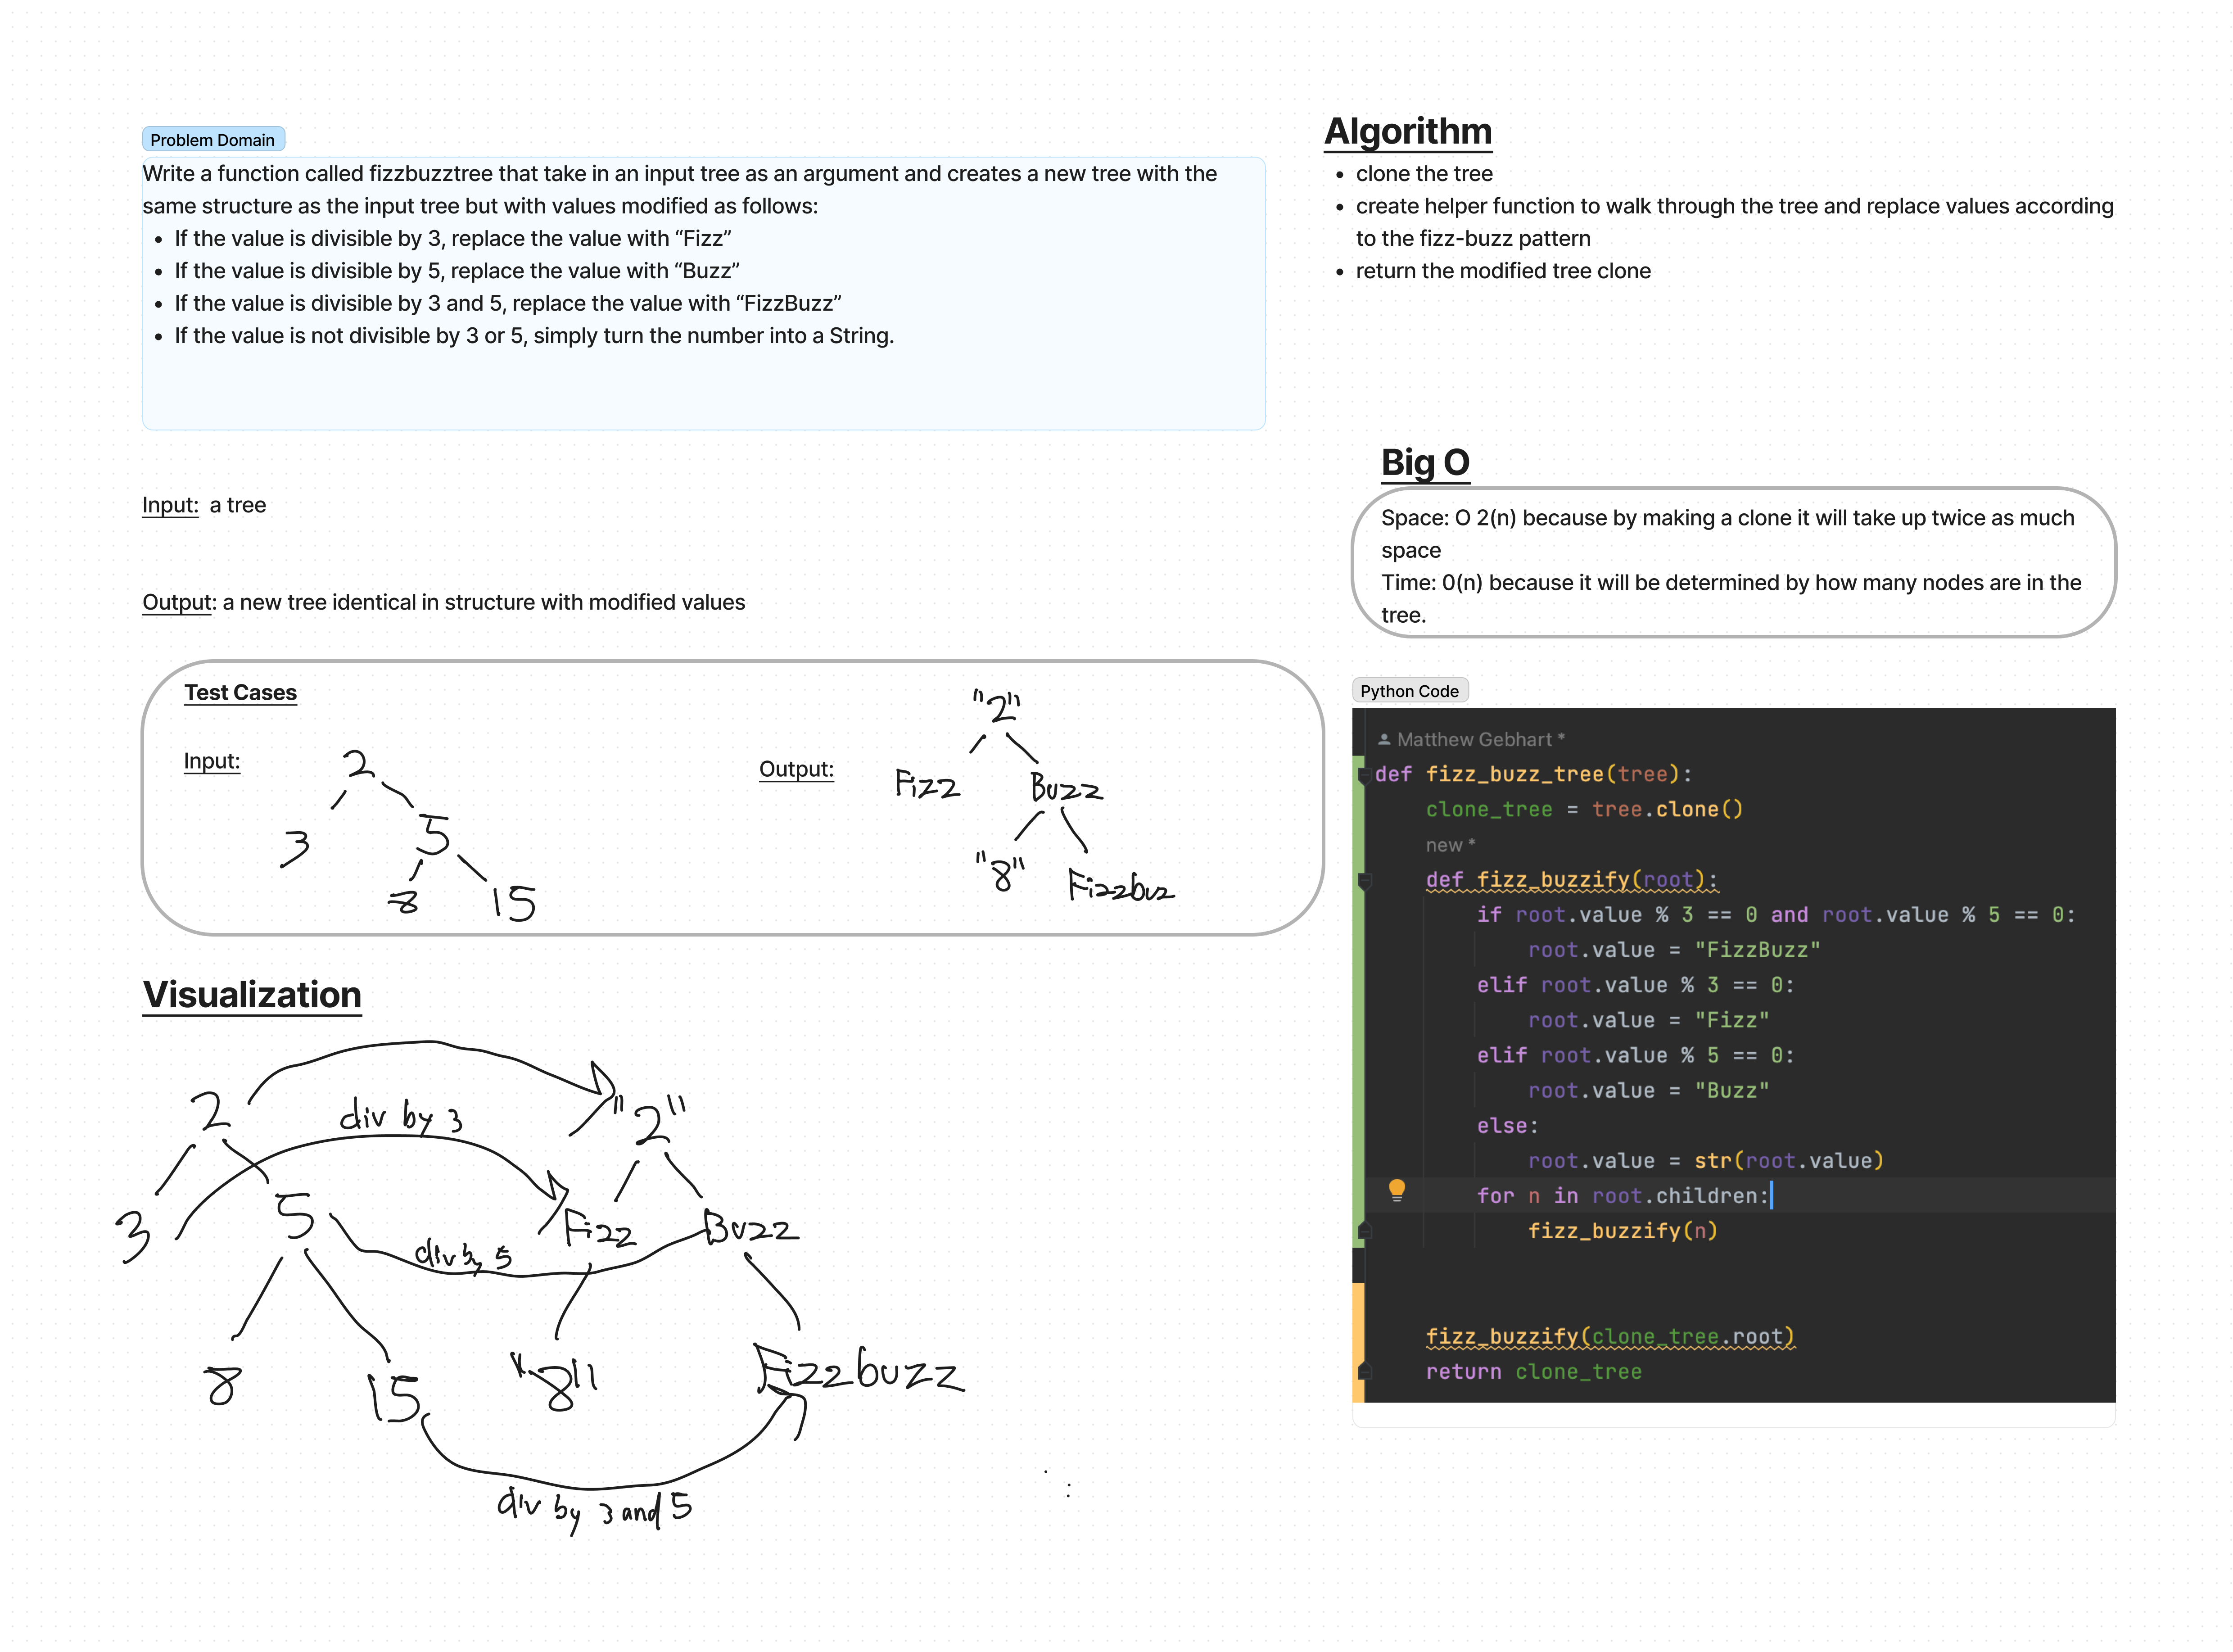 Problem Domain
Write a function called fizzbuzztree that take in an input tree as an argument and creates a new tree with the
same structure as the input tree but with values modified as follows:
• If the value is divisible by 3, replace the value with “Fizz”
• If the value is divisible by 5, replace the value with “Buzz”
• If the value is divisible by 3 and 5, replace the value with “FizzBuzz”
• If the value is not divisible by 3 or 5, simply turn the number into a String.
Input: a tree
Output: a new tree identical in structure with modified values
Test Cases
Input:
2
3
5
8
15
Output:
"2"
Fizz
Buzz
"8"
Fizzbuz
Visualization
2
3
5
8
15
div by 3
div by 5
div by 3 and 5
"2"
Fizz
Buzz
"8"
Fizzbuzz
Algorithm
• clone the tree
• create helper function to walk through the tree and replace values according
to the fizz-buzz pattern
• return the modified tree clone
Big O
Space: O 2(n) because by making a clone it will take up twice as much
space
Time: 0(n) because it will be determined by how many nodes are in the
tree.
Python Code
Matthew Gebhart *
def fizz_buzz_tree(tree):
clone_tree = tree.clone()
new *
def fizz_buzzify(root):
if root.value % 3 == 0 and root.value % 5 == 0:
root.value = "FizzBuzz"
elif root.value % 3 == 0:
root.value = "Fizz"
elif root.value % 5 == 0:
root.value = "Buzz"
else:
root.value = str(root.value)
for n in root.children:
fizz_buzzify(n)
fizz_buzzify(clone_tree.root)
return clone_tree